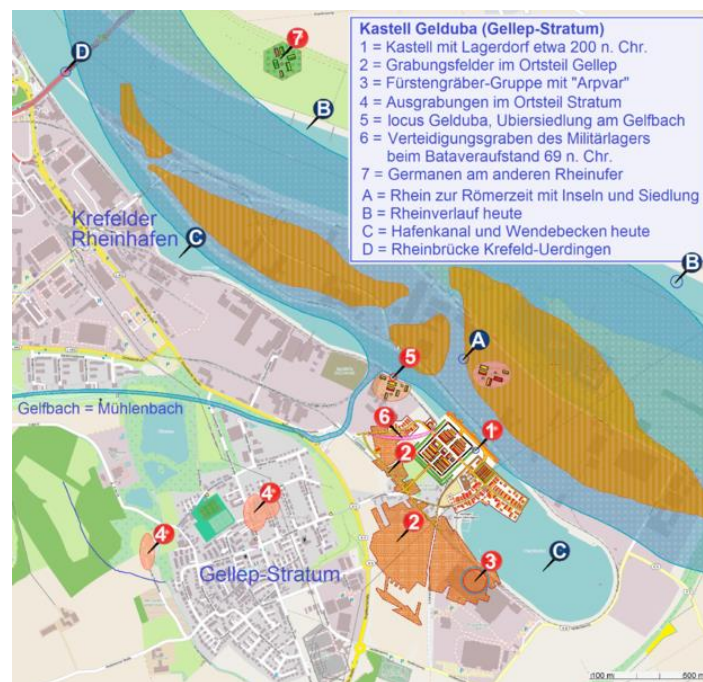 Kastell Gelduba (Gellep-Stratum)
1 = Kastell mit Lagerdorf etwa 200 n. Chr.
2 = Grabungsfelder im Ortsteil Gellep
3 = Fürstengräber-Gruppe mit "Arpvar"
4 = Ausgrabungen im Ortsteil Stratum
5 = locus Gelduba, Ubiersiedlung am Gelfbach
6 = Verteidigungsgraben des Militärlagers
beim Bataveraufstand 69 n. Chr.
7 = Germanen am anderen Rheinufer
A = Rhein zur Römerzeit mit Inseln und Siedlung
B = Rheinverlauf heute
C = Hafenkanal und Wendebecken heute
D = Rheinbrücke Krefeld-Uerdingen
D
7
B
Krefelder
Rheinhafen
C
B
A
5
Gelfbach = Mühlenbach
6
1
2
4
2
4
C
Gellep-Stratum
3
100 m
500 m